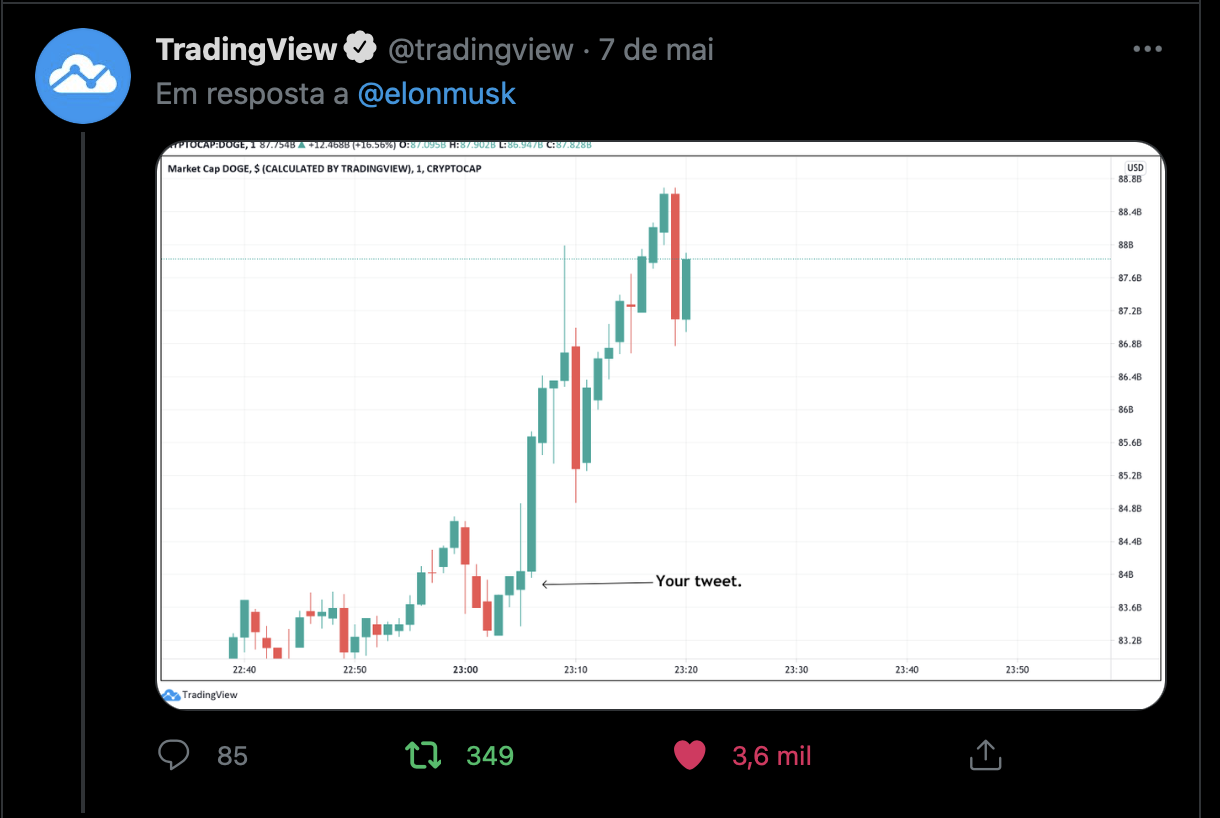 TradingView @tradingview · 7 de mai
Em resposta a @elonmusk
CRYPTOCAP:DOGE, 1 87.754B ▲ +12.468B (+16.56%) O:87.095B H:87.902B L:86.947B C:87.828B
Market Cap DOGE, $ (CALCULATED BY TRADINGVIEW), 1, CRYPTOCAP
USD
88.8B
88.4B
88B
87.6B
87.2B
86.8B
86.4B
86B
85.6B
85.2B
84.8B
84.4B
84B
83.6B
83.2B
Your tweet.
22:40 22:50 23:00 23:10 23:20 23:30 23:40 23:50
TradingView
85 349 3,6 mil